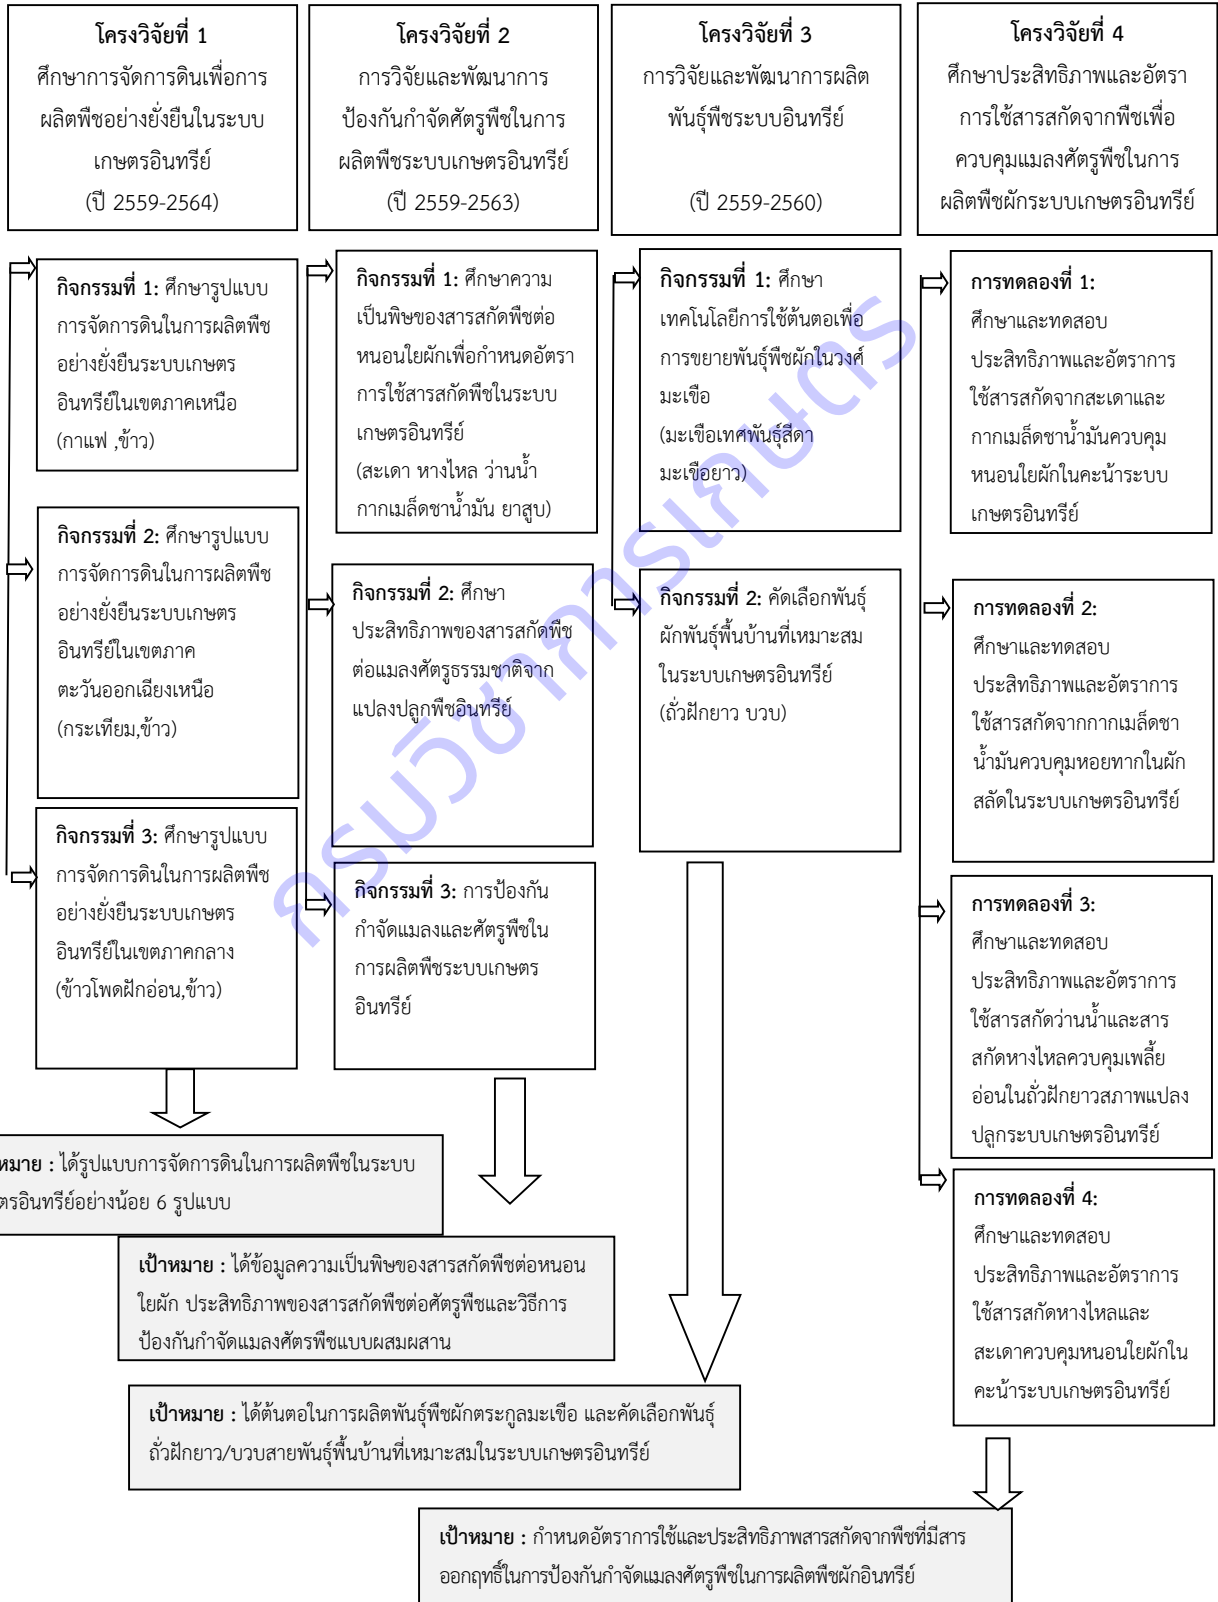 โครงวิจัยที่ 1
ศึกษาการจัดการดินเพื่อการ
ผลิตพืชอย่างยั่งยืนในระบบ
เกษตรอินทรีย์
(ปี 2559-2564)
โครงวิจัยที่ 2
การวิจัยและพัฒนาการ
ป้องกันกำจัดศัตรูพืชในการ
ผลิตพืชระบบเกษตรอินทรีย์
(ปี 2559-2563)
โครงวิจัยที่ 3
การวิจัยและพัฒนาการผลิต
พันธุ์พืชระบบอินทรีย์
(ปี 2559-2560)
โครงวิจัยที่ 4
ศึกษาประสิทธิภาพและอัตรา
การใช้สารสกัดจากพืชเพื่อ
ควบคุมแมลงศัตรูพืชในการ
ผลิตพืชผักระบบเกษตรอินทรีย์
กิจกรรมที่ 1: ศึกษารูปแบบ
การจัดการดินในการผลิตพืช
อย่างยั่งยืนระบบเกษตร
อินทรีย์ในเขตภาคเหนือ
(กาแฟ ,ข้าว)
กิจกรรมที่ 2: ศึกษารูปแบบ
การจัดการดินในการผลิตพืช
อย่างยั่งยืนระบบเกษตร
อินทรีย์ในเขตภาค
ตะวันออกเฉียงเหนือ
(กระเทียม,ข้าว)
กิจกรรมที่ 3: ศึกษารูปแบบ
การจัดการดินในการผลิตพืช
อย่างยั่งยืนระบบเกษตร
อินทรีย์ในเขตภาคกลาง
(ข้าวโพดฝักอ่อน,ข้าว)
กิจกรรมที่ 1: ศึกษาความ
เป็นพิษของสารสกัดพืชต่อ
หนอนใยผักเพื่อกำหนดอัตรา
การใช้สารสกัดพืชในระบบ
เกษตรอินทรีย์
(สะเดา หางไหล ว่านน้ำ
กากเมล็ดชาน้ำมัน ยาสูบ)
กิจกรรมที่ 2: ศึกษา
ประสิทธิภาพของสารสกัดพืช
ต่อแมลงศัตรูธรรมชาติจาก
แปลงปลูกพืชอินทรีย์
กิจกรรมที่ 3: การป้องกัน
กำจัดแมลงและศัตรูพืชใน
การผลิตพืชระบบเกษตร
อินทรีย์
กิจกรรมที่ 1: ศึกษา
เทคโนโลยีการใช้ต้นตอเพื่อ
การขยายพันธุ์พืชผักในวงศ์
มะเขือ
(มะเขือเทศพันธุ์สีดา
มะเขือยาว)
กิจกรรมที่ 2: คัดเลือกพันธุ์
ผักพันธุ์พื้นบ้านที่เหมาะสม
ในระบบเกษตรอินทรีย์
(ถั่วฝักยาว บวบ)
การทดลองที่ 1:
ศึกษาและทดสอบ
ประสิทธิภาพและอัตราการ
ใช้สารสกัดจากสะเดาและ
กากเมล็ดชาน้ำมันควบคุม
หนอนใยผักในคะน้าระบบ
เกษตรอินทรีย์
การทดลองที่ 2:
ศึกษาและทดสอบ
ประสิทธิภาพและอัตราการ
ใช้สารสกัดจากกากเมล็ดชา
น้ำมันควบคุมหอยทากในผัก
สลัดในระบบเกษตรอินทรีย์
การทดลองที่ 3:
ศึกษาและทดสอบ
ประสิทธิภาพและอัตราการ
ใช้สารสกัดว่านน้ำและสาร
สกัดหางไหลควบคุมเพลี้ย
อ่อนในถั่วฝักยาวสภาพแปลง
ปลูกระบบเกษตรอินทรีย์
การทดลองที่ 4:
ศึกษาและทดสอบ
ประสิทธิภาพและอัตราการ
ใช้สารสกัดหางไหลและ
สะเดาควบคุมหนอนใยผักใน
คะน้าระบบเกษตรอินทรีย์
หมาย : ได้รูปแบบการจัดการดินในการผลิตพืชในระบบ
ตรอินทรีย์อย่างน้อย 6 รูปแบบ
เป้าหมาย : ได้ข้อมูลความเป็นพิษของสารสกัดพืชต่อหนอน
ใยผัก ประสิทธิภาพของสารสกัดพืชต่อศัตรูพืชและวิธีการ
ป้องกันกำจัดแมลงศัตรพืชแบบผสมผสาน
เป้าหมาย : ได้ต้นตอในการผลิตพันธุ์พืชผักตระกูลมะเขือ และคัดเลือกพันธุ์
ถั่วฝักยาว/บวบสายพันธุ์พื้นบ้านที่เหมาะสมในระบบเกษตรอินทรีย์
เป้าหมาย : กำหนดอัตราการใช้และประสิทธิภาพสารสกัดจากพืชที่มีสาร
ออกฤทธิ์ในการป้องกันกำจัดแมลงศัตรูพืชในการผลิตพืชผักอินทรีย์
กรมวิชาการเกษตร